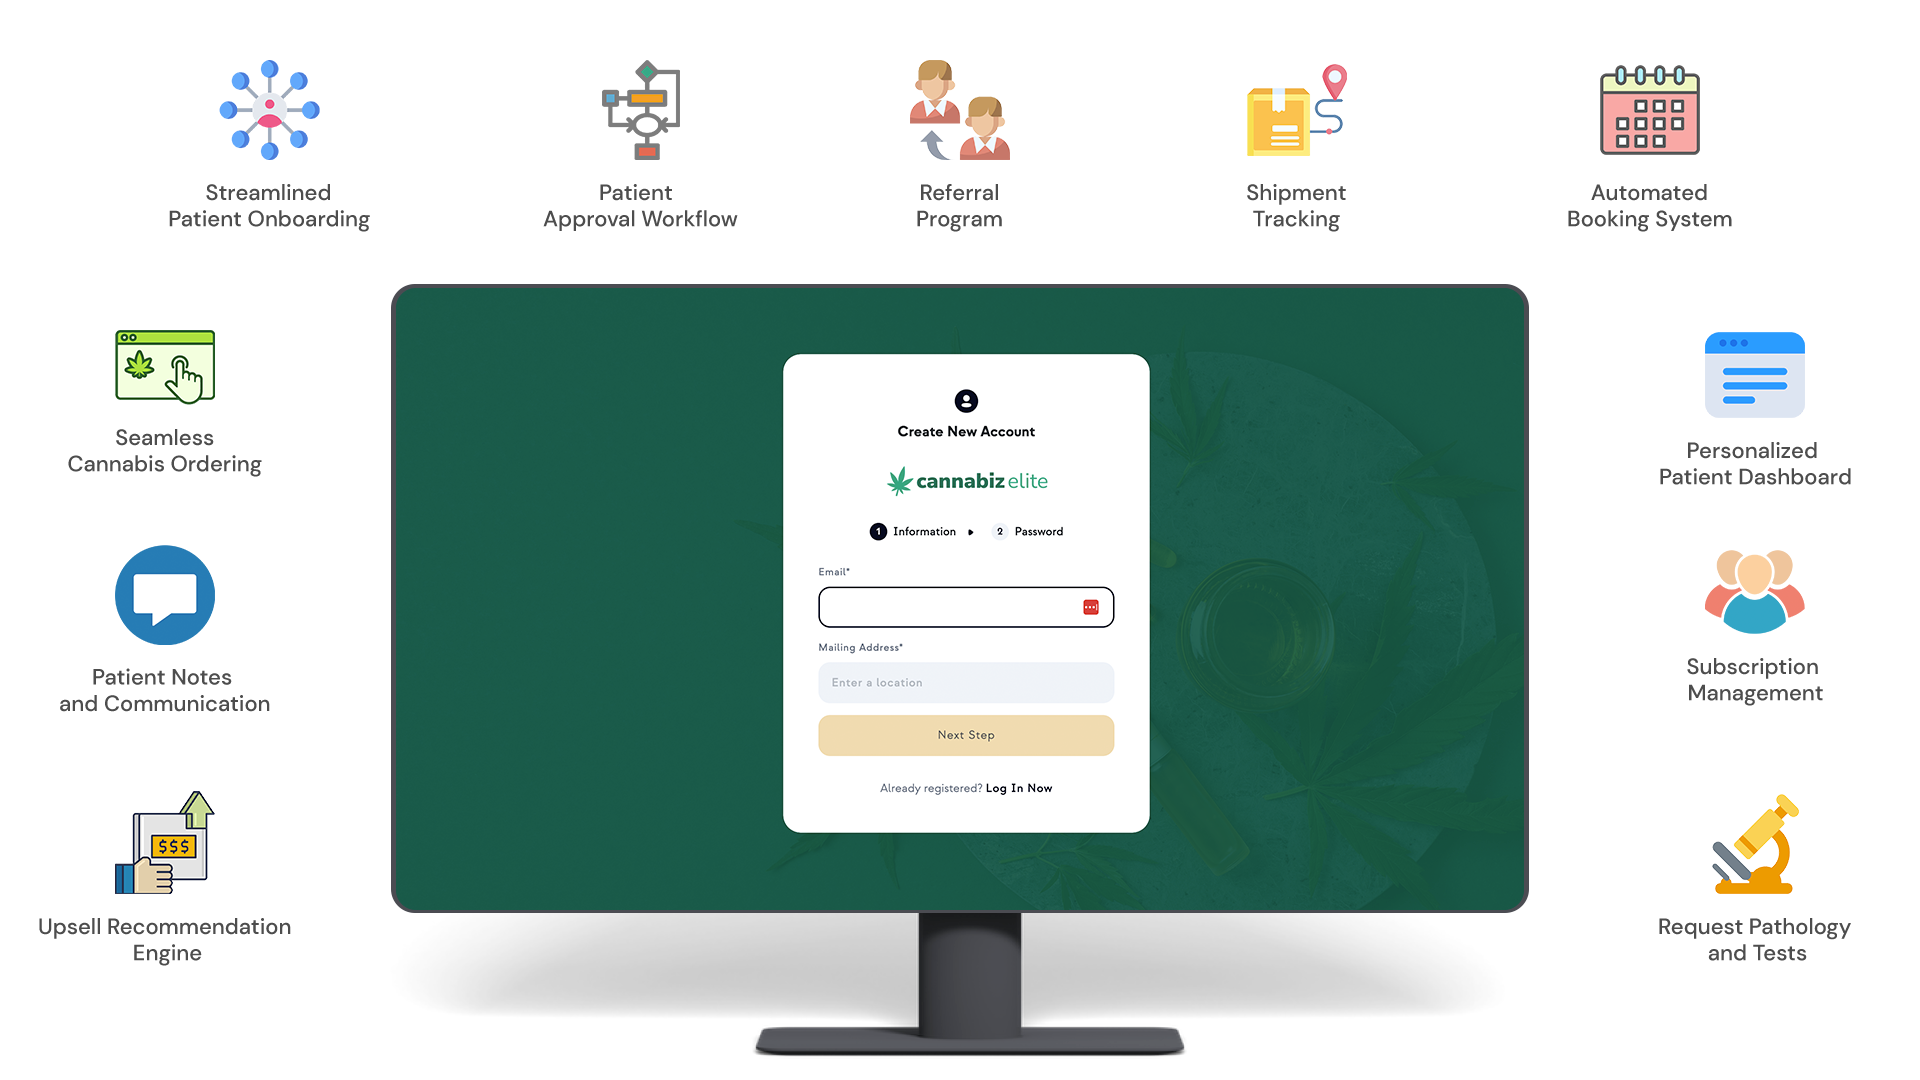 Streamlined
Patient Onboarding
Patient
Approval Workflow
Referral
Program
Shipment
Tracking
Automated
Booking System
Seamless
Cannabis Ordering
Patient Notes
and Communication
$$$
Upsell Recommendation
Engine
Create New Account
cannabiz elite
1 Information 2 Password
Email*
Mailing Address*
Enter a location
Next Step
Already registered? Log In Now
Personalized
Patient Dashboard
Subscription
Management
Request Pathology
and Tests